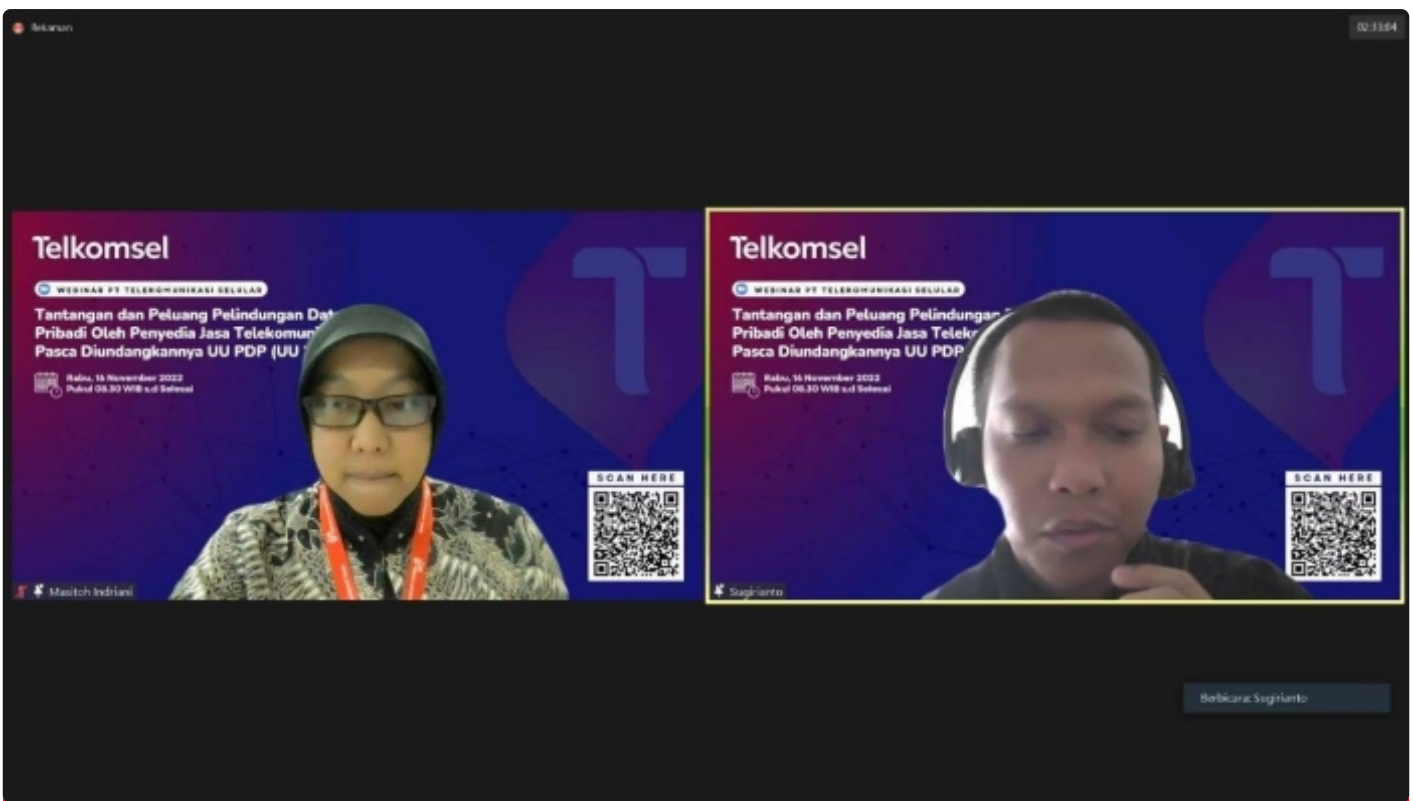 Rekaman
02:33:04
Telkomsel
WEBINAR PT TELEKOMUNIKASI SELULAR
Tantangan dan Peluang Pelindungan Dat
Pribadi Oleh Penyedia Jasa Telekomuni
Pasca Diundangkannya UU PDP (UU
Rabu, 16 November 2022
Pukul 08.30 WIB s.d Selesai
SCAN HERE
Masitoh Indriani
Telkomsel
WEBINAR PT TELEKOMUNIKASI SELULAR
Tantangan dan Peluang Pelindungan
Pribadi Oleh Penyedia Jasa Teleko
Pasca Diundangkannya UU PDP
Rabu, 16 November 2022
Pukul 08.30 WIB s.d Selesai
SCAN HERE
Sugirianto
Berbicara: Sugirianto